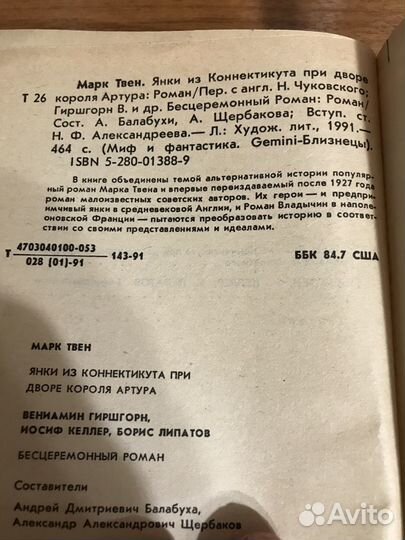 Марк Твен. Янки из Коннектикута при дворе
Т 26 короля Артура: Роман/Пер. с англ. Н. Чуковского;
Гиршгорн В. и др. Бесцеремонный Роман: Роман/
Сост. А. Балабухи, А. Щербакова; Вступ. ст.
Н. Ф. Александреева.— Л.: Худож. лит., 1991.—
464 с. (Миф и фантастика. Gemini-Близнецы).
ISBN 5-280-01388-9
В книге объединены темой альтернативной истории популяр-
ный роман Марка Твена и впервые переиздаваемый после 1927 года
роман малоизвестных советских авторов. Их герои — и предпри-
имчивый янки в средневековой Англии, и Роман Владычин в напо-
леоновской Франции — пытаются преобразовать историю в соответ-
ствии со своими представлениями и идеалами.
Т 4703040100-053 143-91 ББК 84.7 США
028 (01)-91
МАРК ТВЕН
ЯНКИ ИЗ КОННЕКТИКУТА ПРИ
ДВОРЕ КОРОЛЯ АРТУРА
ВЕНИАМИН ГИРШГОРН,
ИОСИФ КЕЛЛЕР, БОРИС ЛИПАТОВ
БЕСЦЕРЕМОННЫЙ РОМАН
Составители
Андрей Дмитриевич Балабуха,
Александр Александрович Щербаков
Avito